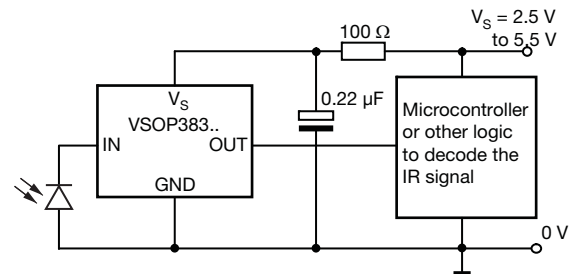 V_S = 2.5 V
to 5.5 V
100 Ω
0.22 µF
V_S
VSOP383..
IN
OUT
GND
Microcontroller
or other logic
to decode the
IR signal
0 V